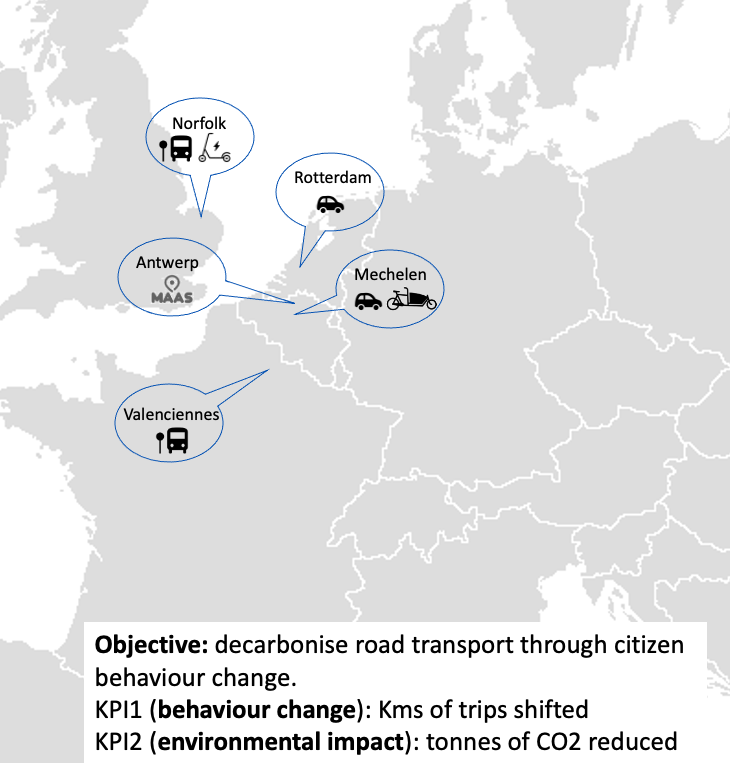 Norfolk
Rotterdam
Antwerp
MAAS
Mechelen
Valenciennes
Objective: decarbonise road transport through citizen
behaviour change.
KPI1 (behaviour change): Kms of trips shifted
KPI2 (environmental impact): tonnes of CO2 reduced